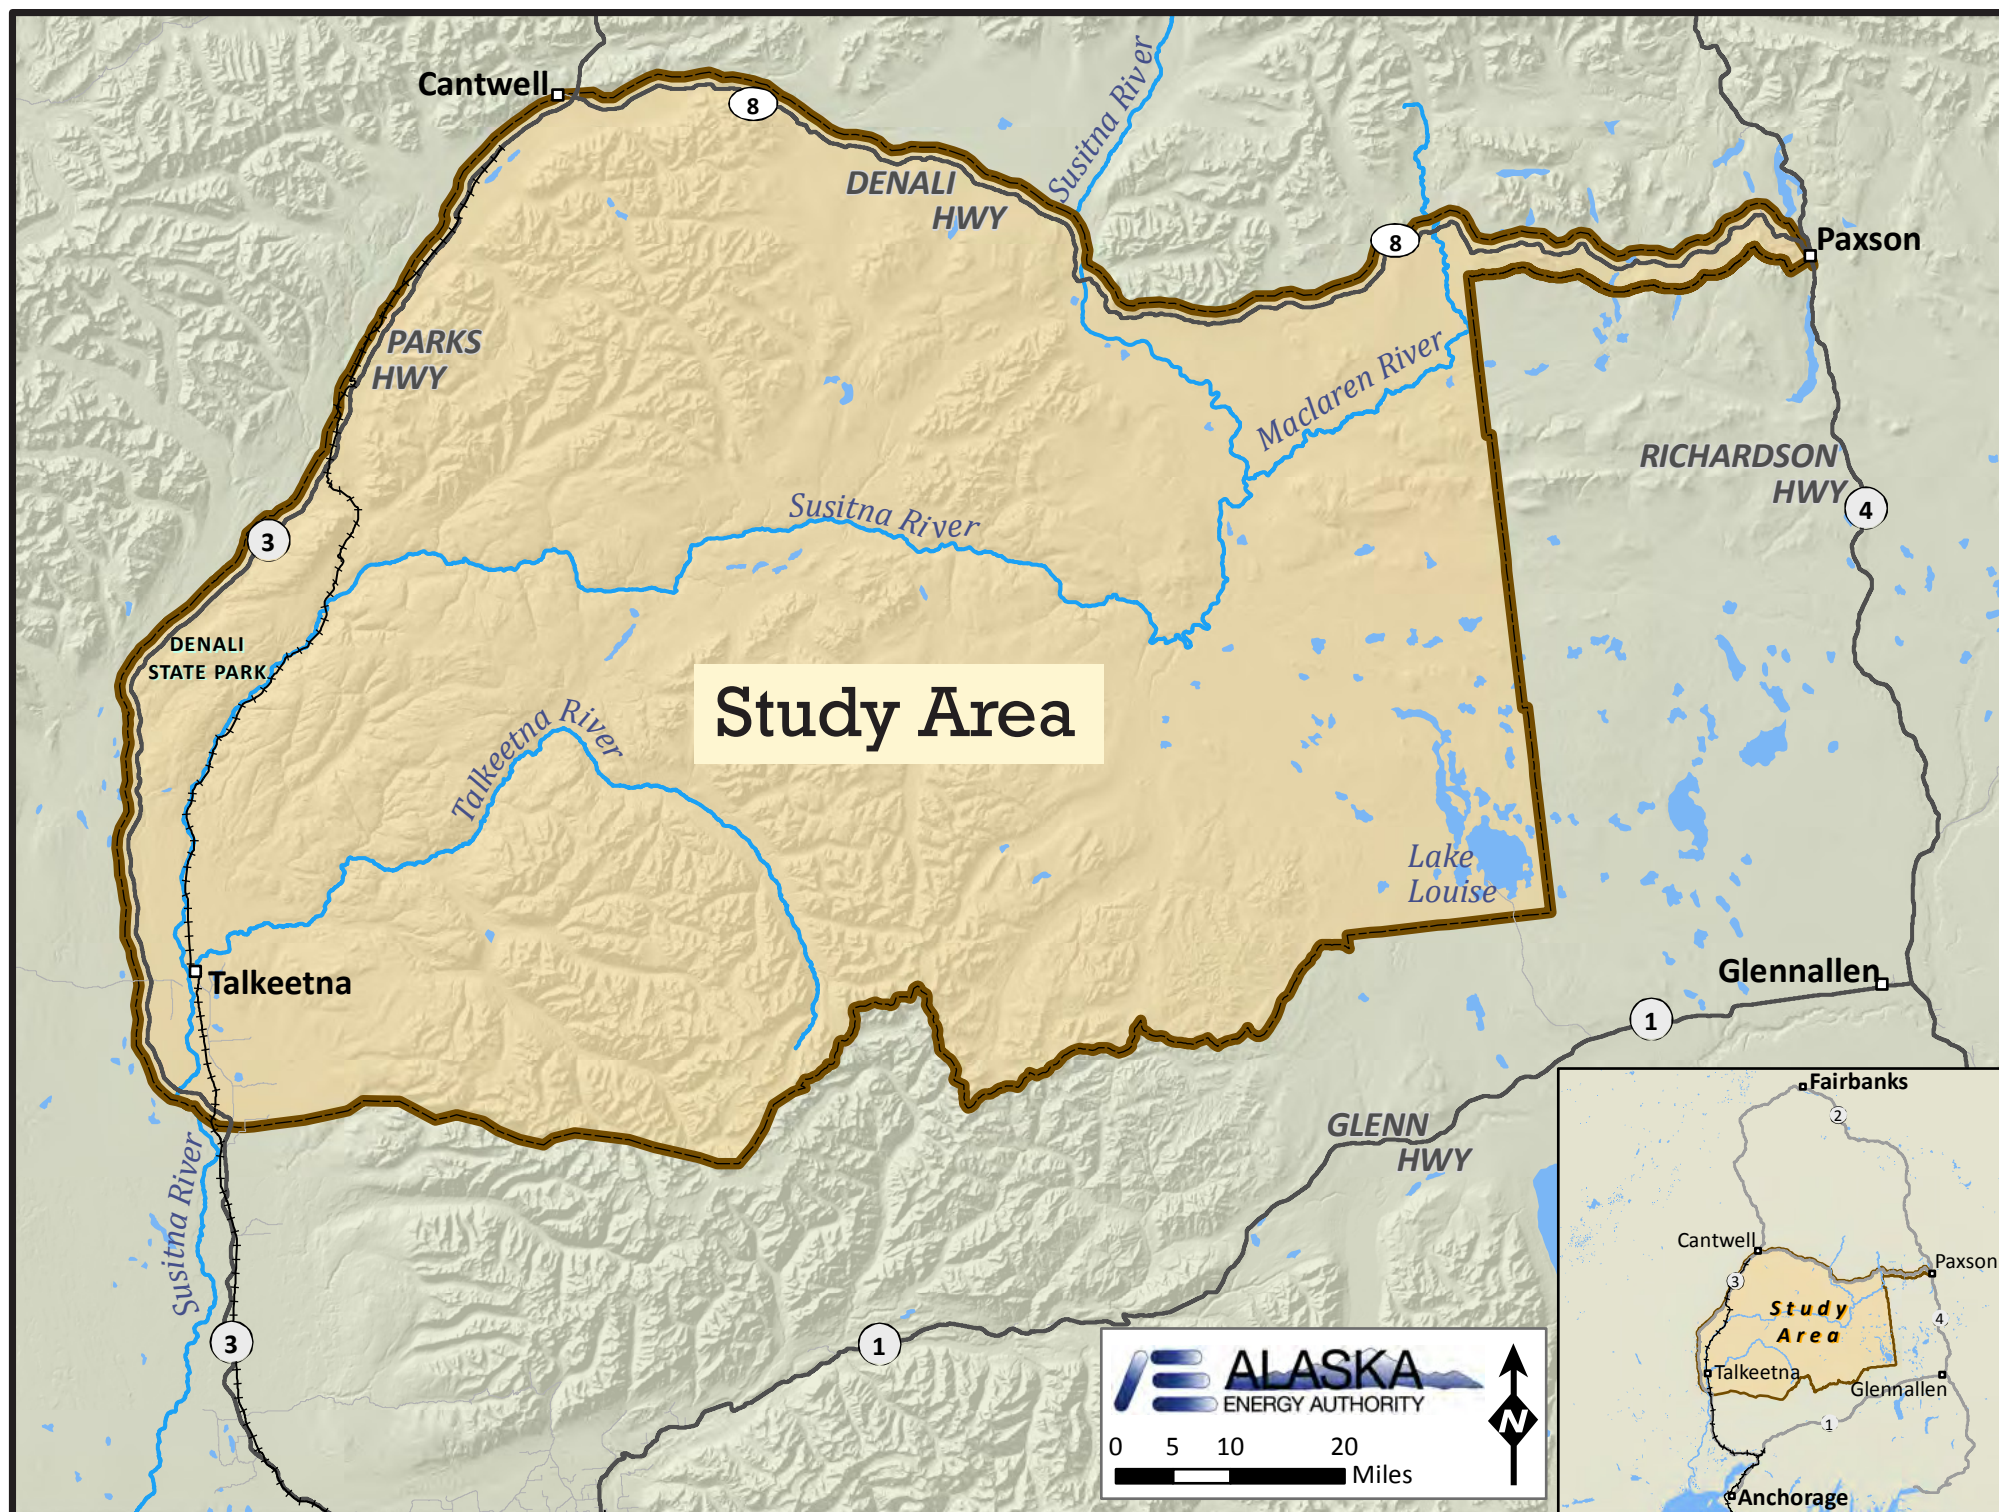 Cantwell
8
Susitna River
DENALI
HWY
8
Paxson
PARKS
HWY
Maclaren River
RICHARDSON
HWY
4
Susitna River
3
DENALI
STATE PARK
Study Area
Talkeetna River
Lake
Louise
Talkeetna
Glennallen
1
GLENN
HWY
Susitna River
3
1
ALASKA
ENERGY AUTHORITY
N
0 5 10 20
Miles
Fairbanks
2
Cantwell
Paxson
3
Study
Area
4
Talkeetna
Glennallen
1
Anchorage